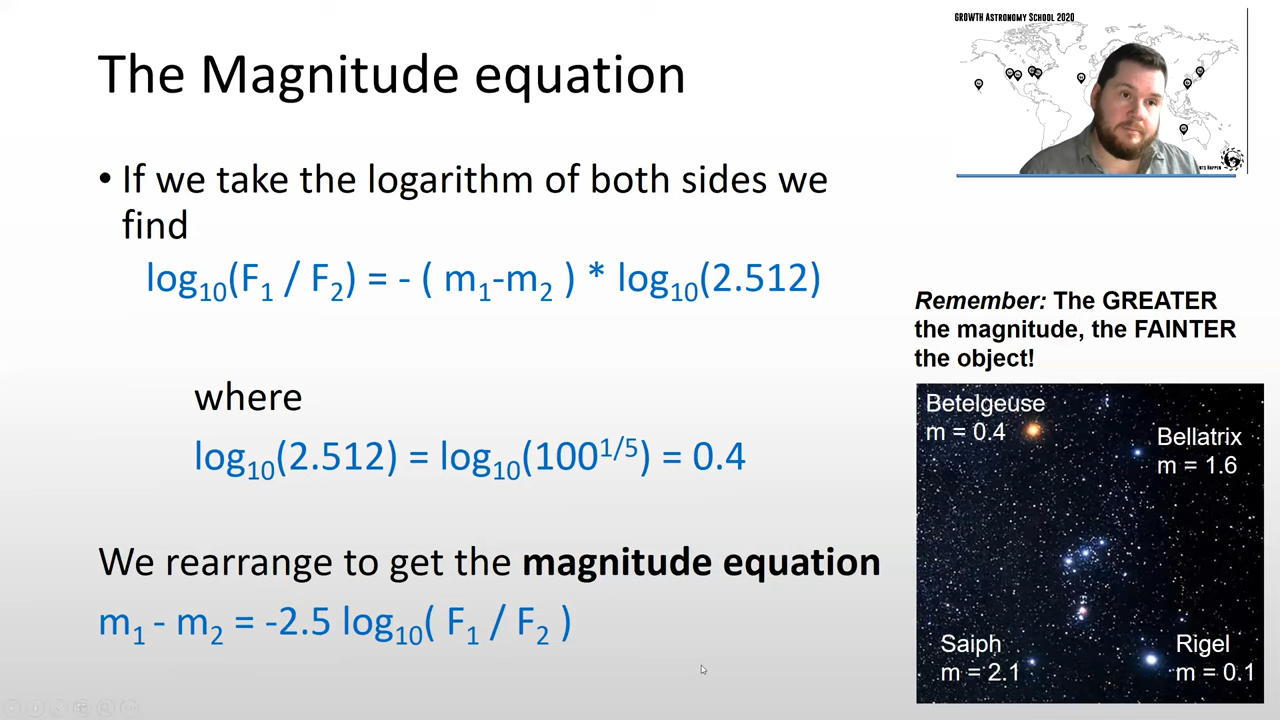 The Magnitude equation
• If we take the logarithm of both sides we
find
log₁₀(F₁ / F₂) = - ( m₁-m₂ ) * log₁₀(2.512)
where
log₁₀(2.512) = log₁₀(100¹ᐟ⁵) = 0.4
We rearrange to get the magnitude equation
m₁ - m₂ = -2.5 log₁₀( F₁ / F₂ )
GROWTH ASTRONOMY SCHOOL 2020
Remember: The GREATER
the magnitude, the FAINTER
the object!
Betelgeuse
m = 0.4
Bellatrix
m = 1.6
Saiph
m = 2.1
Rigel
m = 0.1